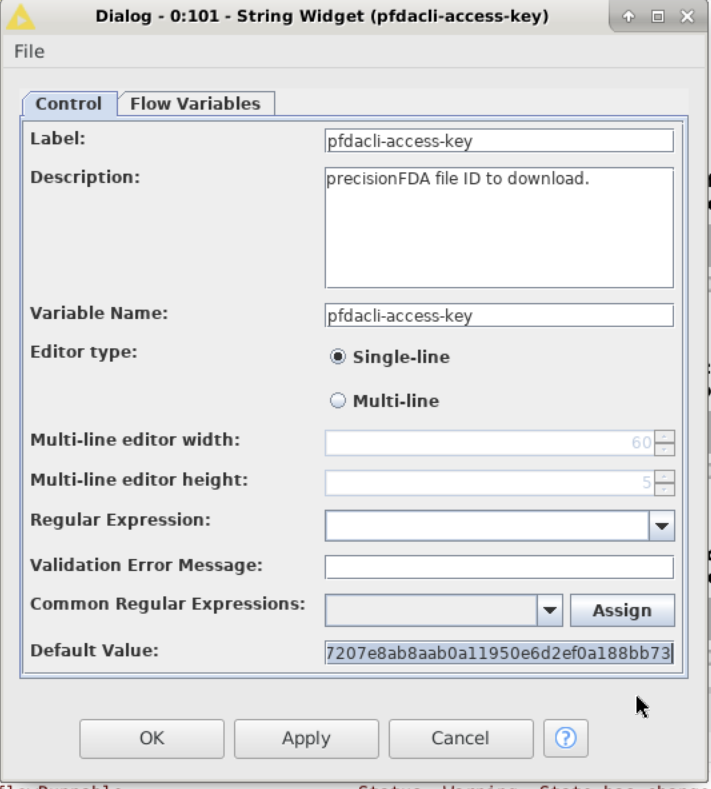 Dialog - 0:101 - String Widget (pfdacli-access-key)
File
Control Flow Variables
Label: pfdacli-access-key
Description: precisionFDA file ID to download.
Variable Name: pfdacli-access-key
Editor type: Single-line
Multi-line
Multi-line editor width: 60
Multi-line editor height: 5
Regular Expression:
Validation Error Message:
Common Regular Expressions: Assign
Default Value: 7207e8ab8aab0a11950e6d2ef0a188bb73
OK Apply Cancel ?